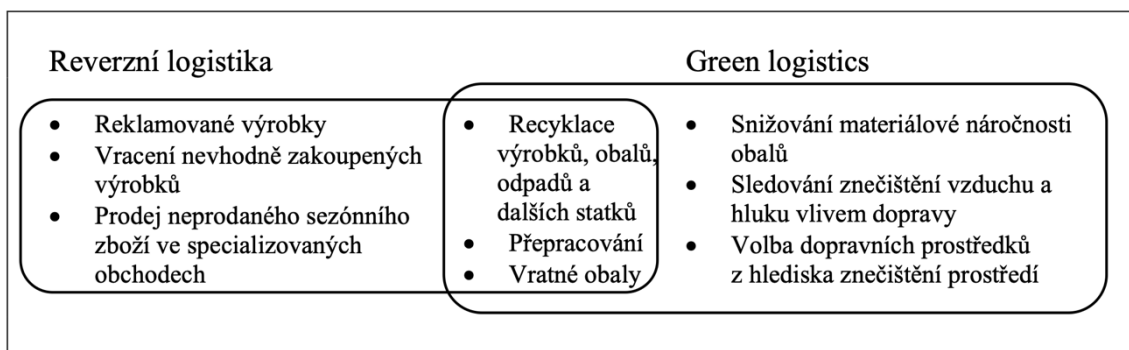 Reverzní logistika
Green logistics
• Reklamované výrobky
• Vracení nevhodně zakoupených
výrobků
• Prodej neprodaného sezónního
zboží ve specializovaných
obchodech
• Recyklace
výrobků, obalů,
odpadů a
dalších statků
• Přepracování
• Vratné obaly
• Snižování materiálové náročnosti
obalů
• Sledování znečištění vzduchu a
hluku vlivem dopravy
• Volba dopravních prostředků
z hlediska znečištění prostředí